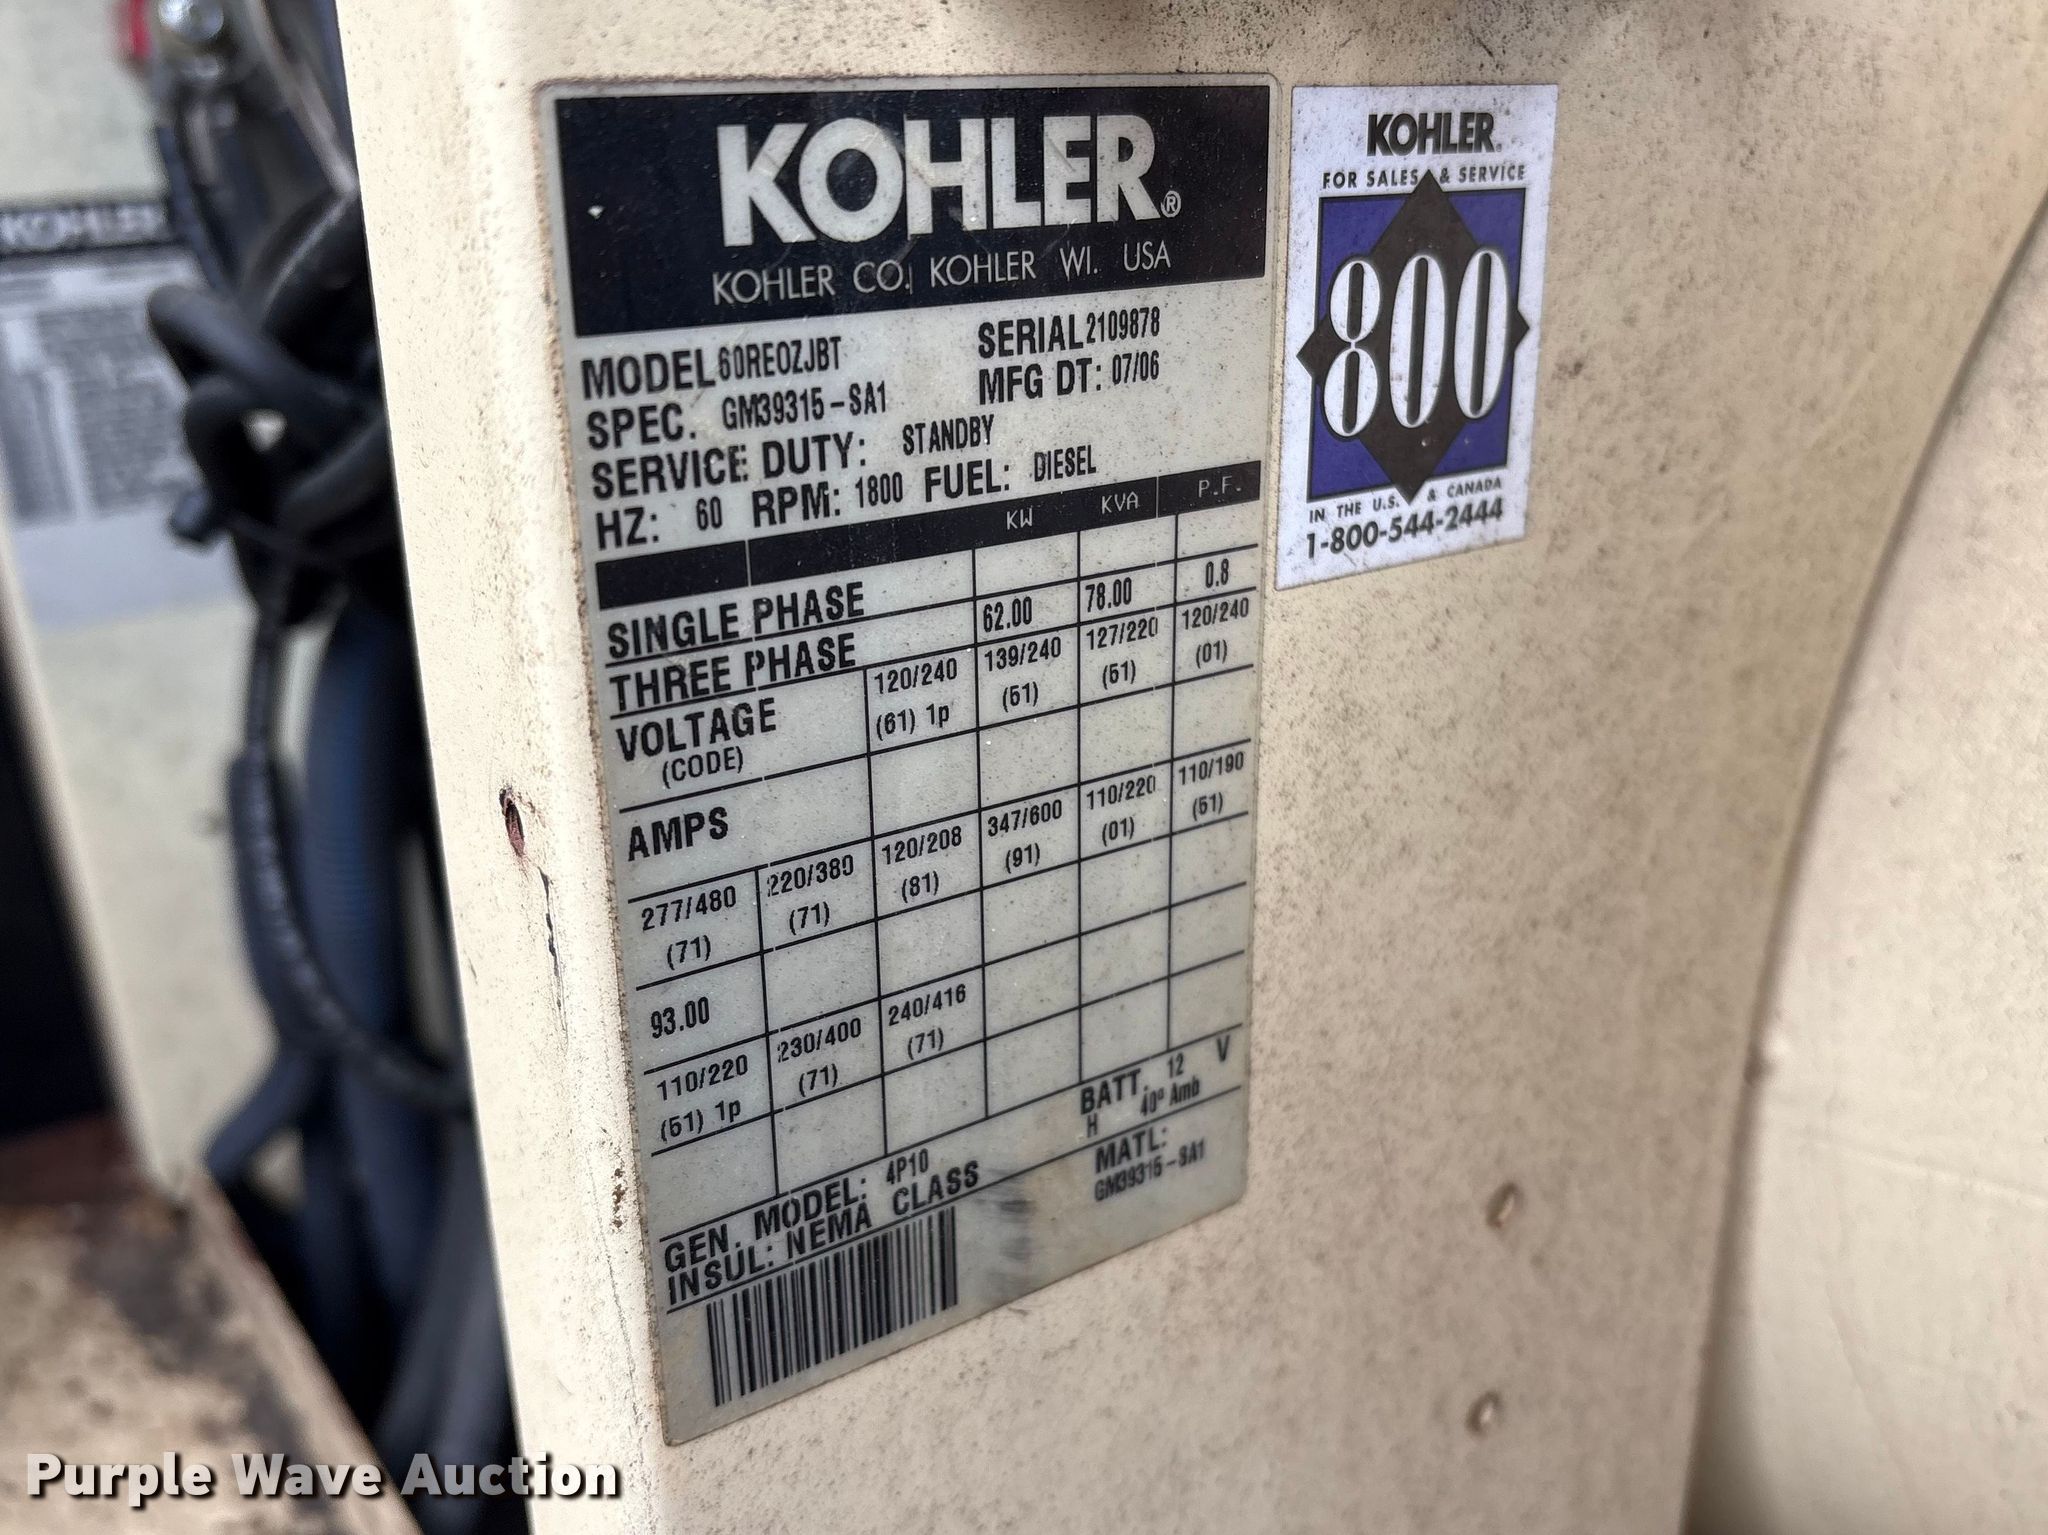 KOHLER®
KOHLER CO. KOHLER WI. USA
MODEL 60REOZJBT SERIAL 2109878
SPEC. GM39315-SA1 MFG DT: 07/06
SERVICE DUTY: STANDBY
HZ: 60 RPM: 1800 FUEL: DIESEL
KW KVA P.F.
SINGLE PHASE
THREE PHASE 62.00 78.00 0.8
VOLTAGE 120/240 139/240 127/220 120/240
(CODE) (61) 1p (51) (51) (01)
AMPS
277/480 220/380 120/208 347/600 110/220 110/190
(71) (71) (81) (91) (01) (51)
93.00
110/220 230/400 240/416
(51) 1p (71) (71)
BATT. 12 V
GEN. MODEL: 4P10 H 40° Amb
INSUL: NEMA CLASS MATL:
GM39315-SA1
KOHLER.
FOR SALES & SERVICE
800
IN THE U.S. & CANADA
1-800-544-2444
KOHLER
Purple Wave Auction